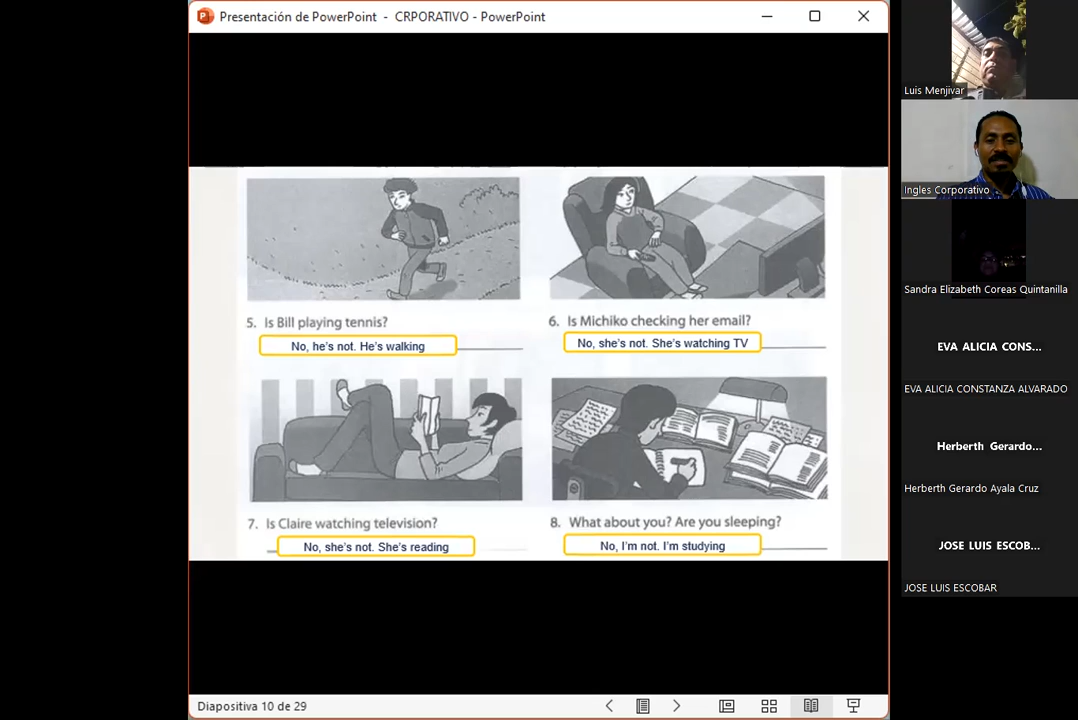 Presentación de PowerPoint - CRPORATIVO - PowerPoint
5. Is Bill playing tennis?
No, he's not. He's walking
6. Is Michiko checking her email?
No, she's not. She's watching TV
7. Is Claire watching television?
No, she's not. She's reading
8. What about you? Are you sleeping?
No, I'm not. I'm studying
Diapositiva 10 de 29
Luis Menjivar
Ingles Corporativo
Sandra Elizabeth Coreas Quintanilla
EVA ALICIA CONS...
EVA ALICIA CONSTANZA ALVARADO
Herberth Gerardo...
Herberth Gerardo Ayala Cruz
JOSE LUIS ESCOB...
JOSE LUIS ESCOBAR